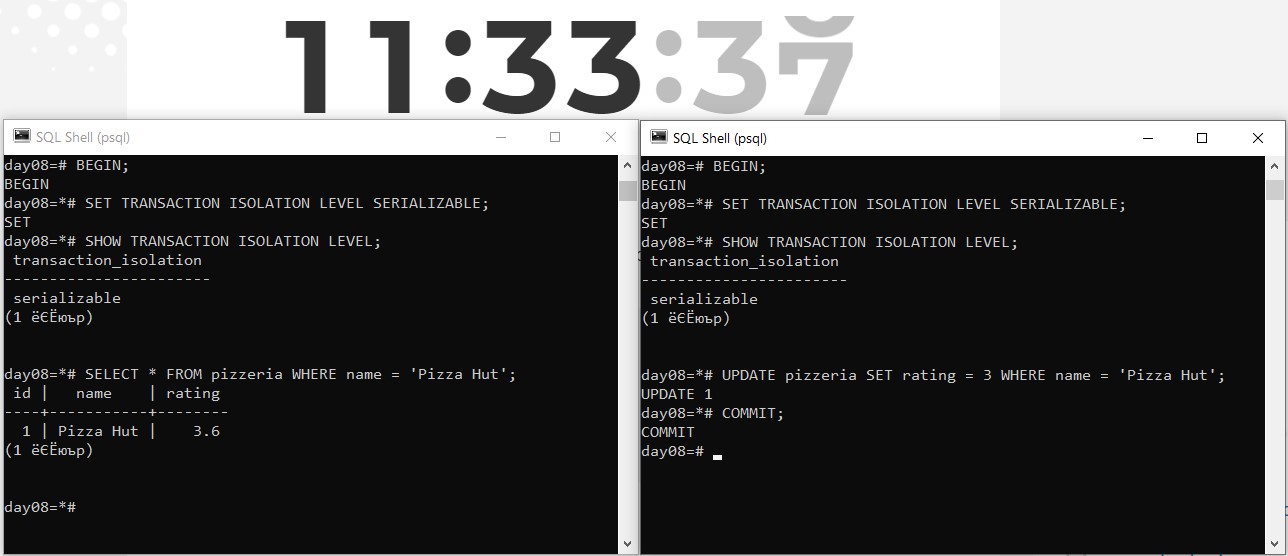 11:33:37
SQL Shell (psql)
day08=# BEGIN;
BEGIN
day08=*# SET TRANSACTION ISOLATION LEVEL SERIALIZABLE;
SET
day08=*# SHOW TRANSACTION ISOLATION LEVEL;
transaction_isolation
-----------------------
serializable
(1 ёЄЁюър)
day08=*# SELECT * FROM pizzeria WHERE name = 'Pizza Hut';
id | name | rating
----+-----------+--------
1 | Pizza Hut | 3.6
(1 ёЄЁюър)
day08=*#
SQL Shell (psql)
day08=# BEGIN;
BEGIN
day08=*# SET TRANSACTION ISOLATION LEVEL SERIALIZABLE;
SET
day08=*# SHOW TRANSACTION ISOLATION LEVEL;
transaction_isolation
-----------------------
serializable
(1 ёЄЁюър)
day08=*# UPDATE pizzeria SET rating = 3 WHERE name = 'Pizza Hut';
UPDATE 1
day08=*# COMMIT;
COMMIT
day08=#